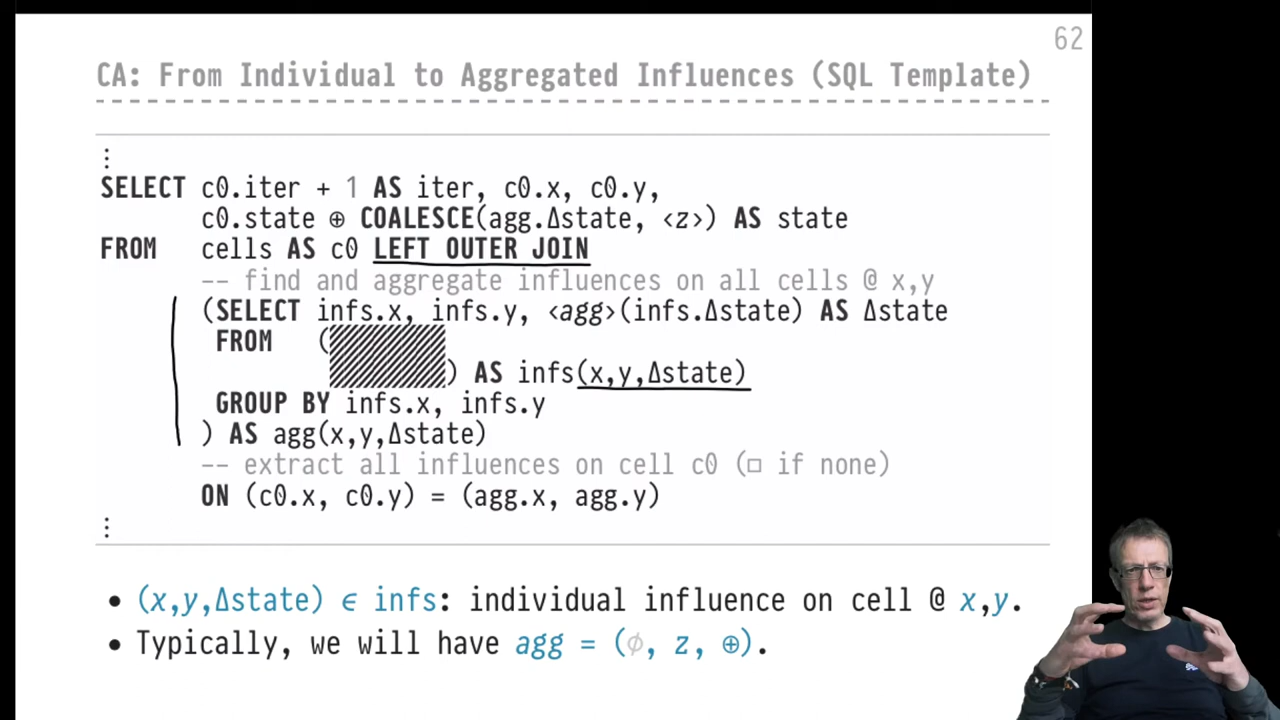 62
CA: From Individual to Aggregated Influences (SQL Template)
⋮
SELECT c0.iter + 1 AS iter, c0.x, c0.y,
c0.state ⊕ COALESCE(agg.Δstate, ‹z›) AS state
FROM cells AS c0 LEFT OUTER JOIN
-- find and aggregate influences on all cells @ x,y
(SELECT infs.x, infs.y, ‹agg›(infs.Δstate) AS Δstate
FROM (
) AS infs(x,y,Δstate)
GROUP BY infs.x, infs.y
) AS agg(x,y,Δstate)
-- extract all influences on cell c0 (□ if none)
ON (c0.x, c0.y) = (agg.x, agg.y)
⋮
• (x,y,Δstate) ∈ infs: individual influence on cell @ x,y.
• Typically, we will have agg = (∅, z, ⊕).